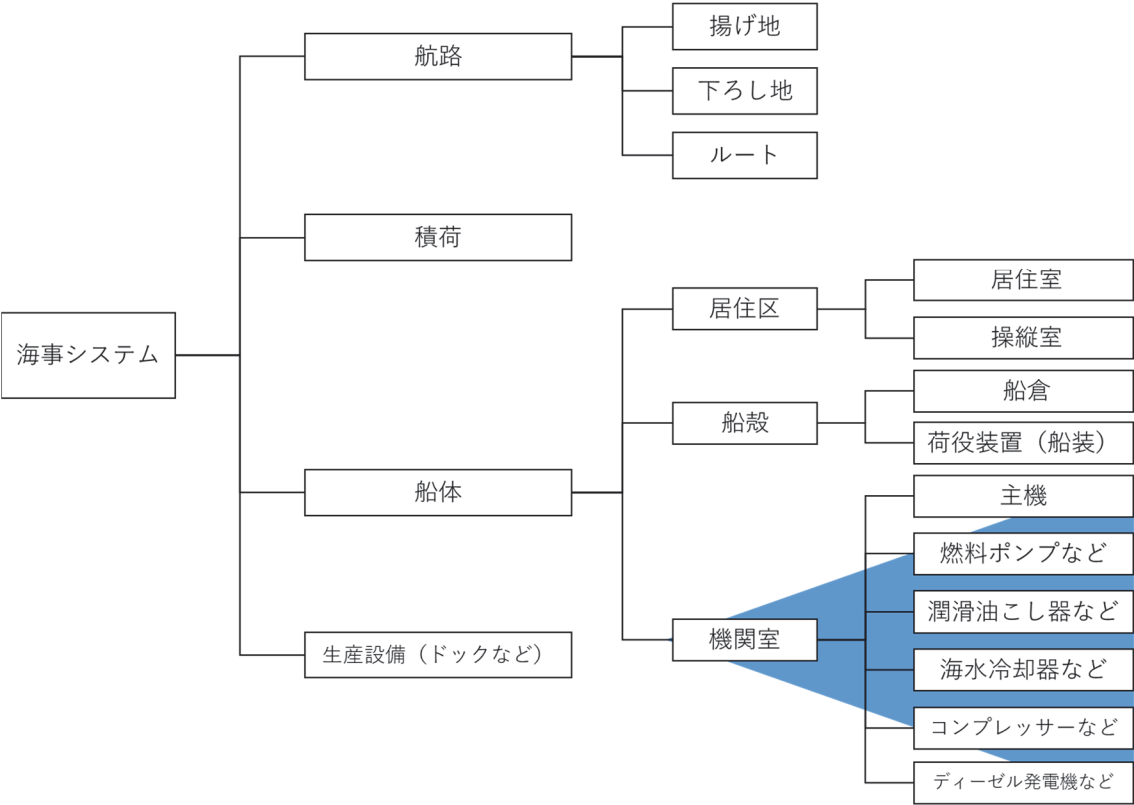 海事システム
航路
揚げ地
下ろし地
ルート
積荷
船体
居住区
居住室
操縦室
船殻
船倉
荷役装置（船装）
機関室
主機
燃料ポンプなど
潤滑油こし器など
海水冷却器など
コンプレッサーなど
ディーゼル発電機など
生産設備（ドックなど）